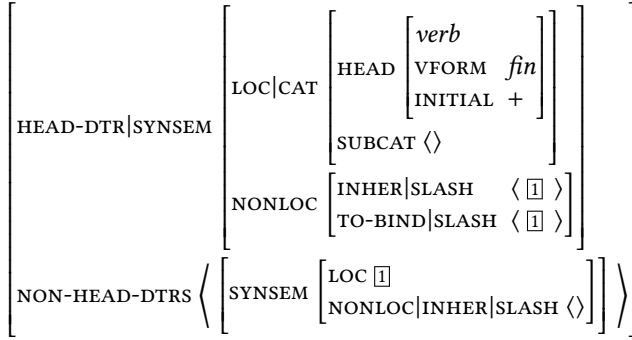 HEAD-DTR|SYNSEM [LOC|CAT [HEAD [verb
VFORM fin
INITIAL +]
SUBCAT ⟨⟩]
NONLOC [INHER|SLASH ⟨ 1 ⟩
TO-BIND|SLASH ⟨ 1 ⟩]]
NON-HEAD-DTRS ⟨ [SYNSEM [LOC 1
NONLOC|INHER|SLASH ⟨⟩]] ⟩